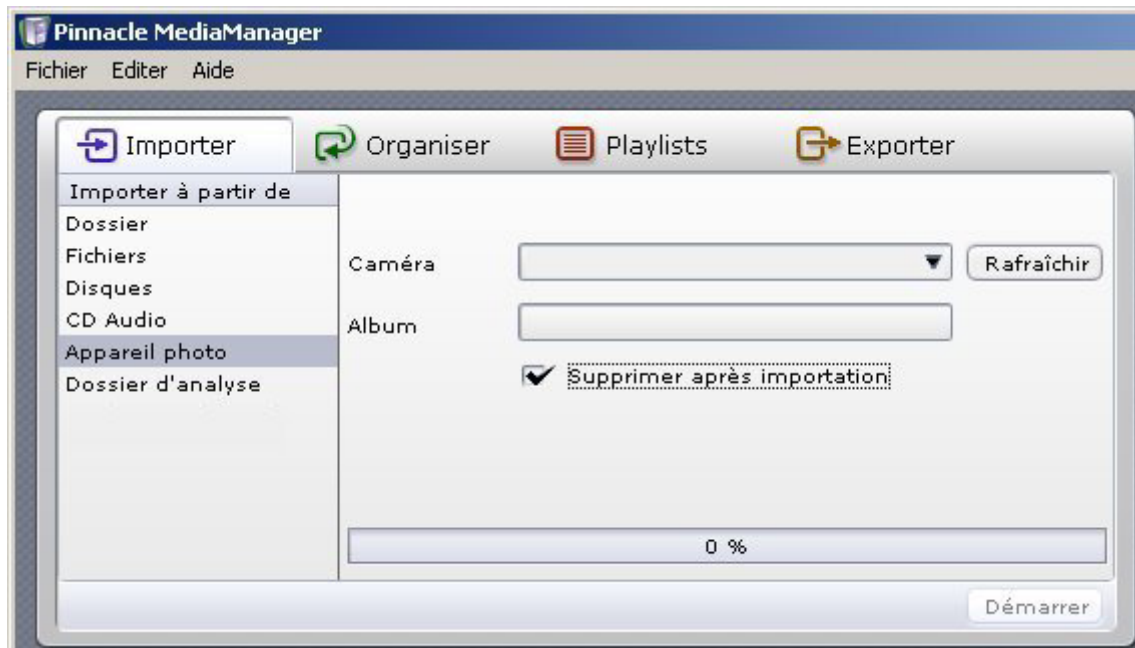 Pinnacle MediaManager
Fichier Editer Aide
Importer Organiser Playlists Exporter
Importer à partir de
Dossier
Fichiers
Disques
CD Audio
Appareil photo
Dossier d'analyse
Caméra Rafraîchir
Album
Supprimer après importation
0 %
Démarrer